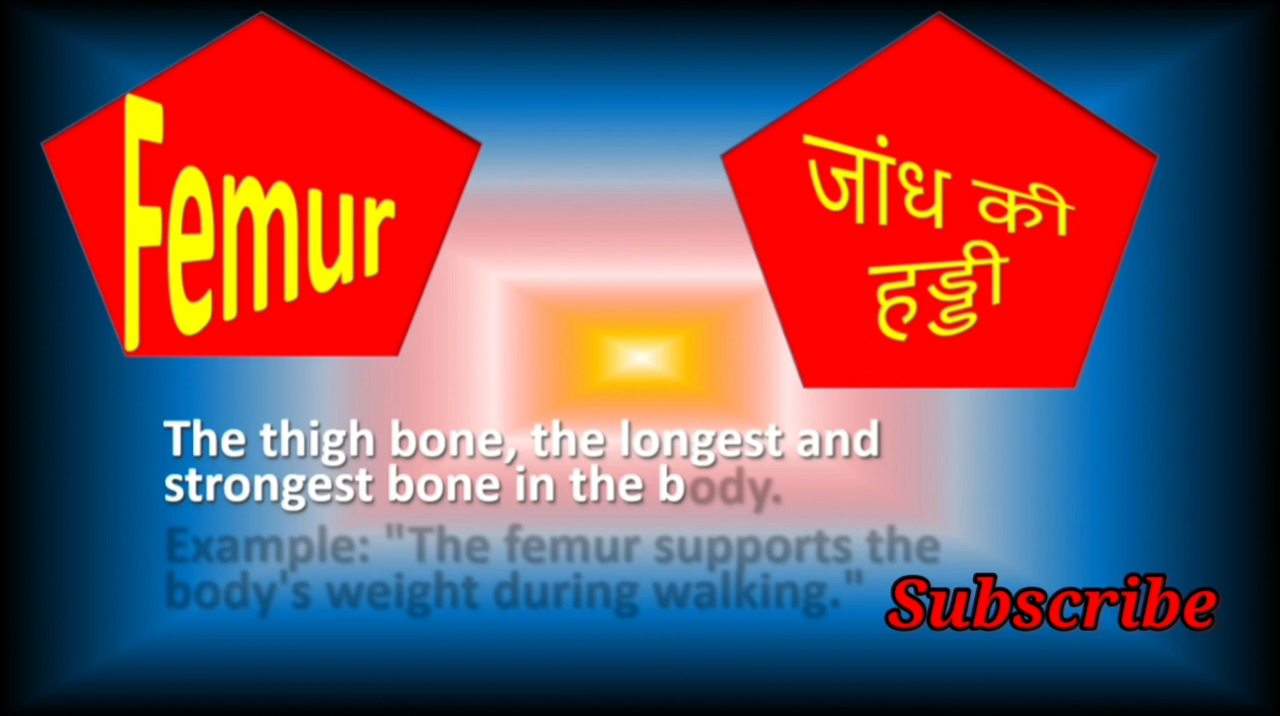 Femur
जांध की
हड्डी
The thigh bone, the longest and
strongest bone in the body.
Example: "The femur supports the
body's weight during walking."
Subscribe